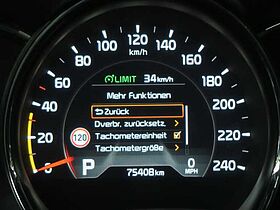 80 100 120 140 160
60 180
40 200
20 220
0 240
km/h
LIMIT 34km/h
Mehr Funktionen
Zurück
Dverbr. zurücksetz.
120
Tachometereinheit
Tachometergröße
P
0
MPH
75408km